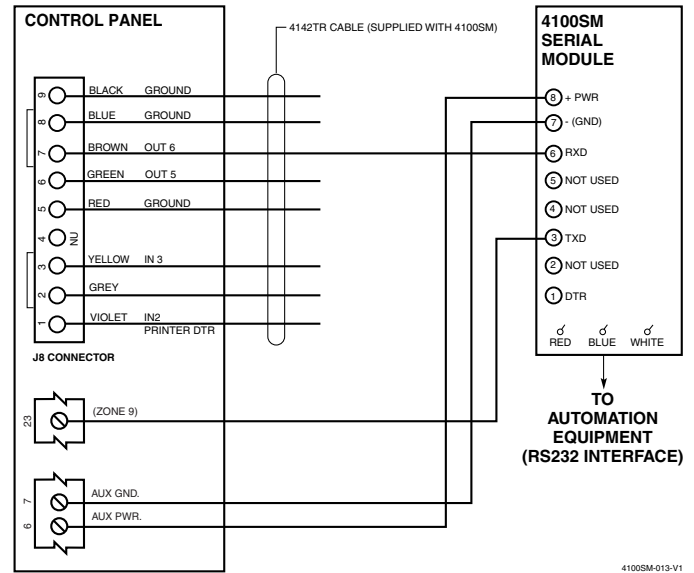 CONTROL PANEL
4142TR CABLE (SUPPLIED WITH 4100SM)
9 BLACK GROUND
8 BLUE GROUND
7 BROWN OUT 6
6 GREEN OUT 5
5 RED GROUND
4 NU
3 YELLOW IN 3
2 GREY
1 VIOLET IN2
PRINTER DTR
J8 CONNECTOR
23 (ZONE 9)
7 AUX GND.
6 AUX PWR.
4100SM
SERIAL
MODULE
8 + PWR
7 - (GND)
6 RXD
5 NOT USED
4 NOT USED
3 TXD
2 NOT USED
1 DTR
RED BLUE WHITE
TO
AUTOMATION
EQUIPMENT
(RS232 INTERFACE)
4100SM-013-V1